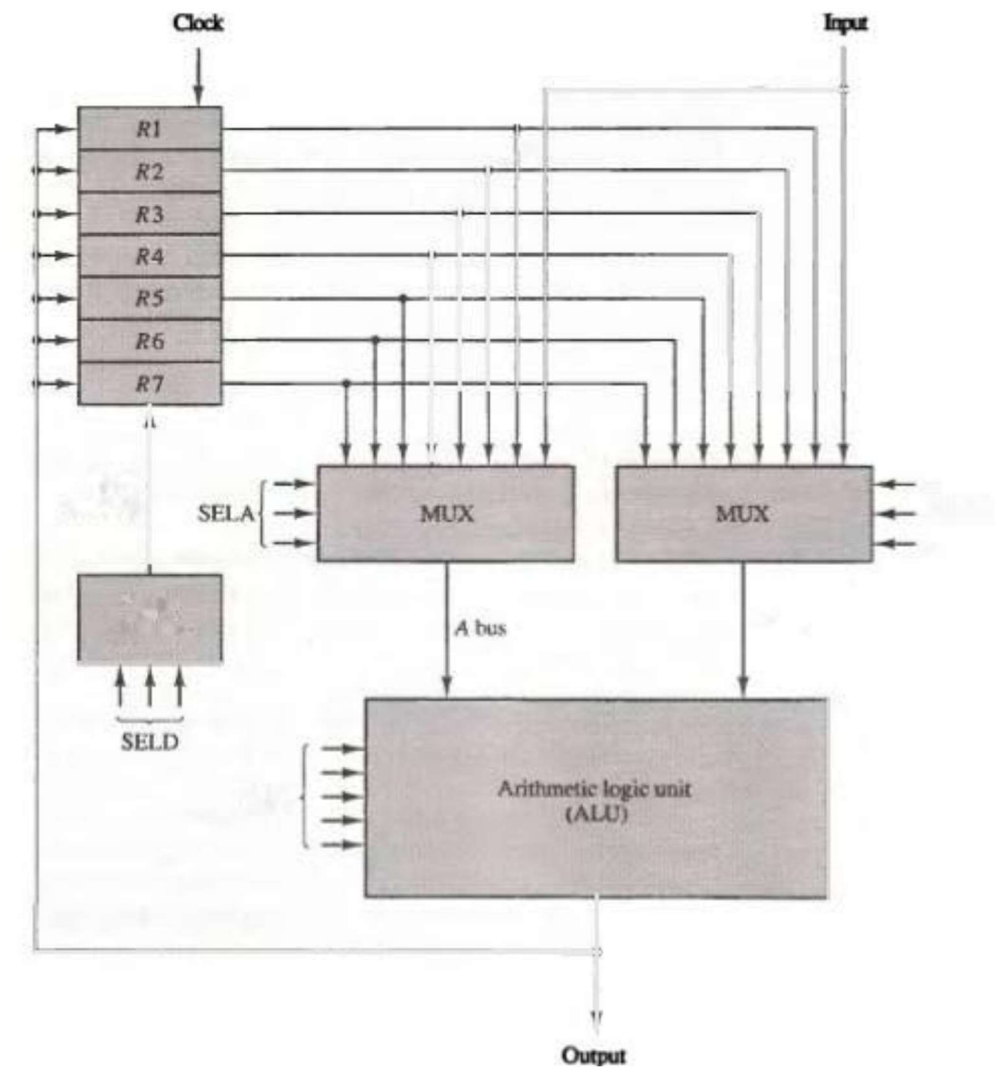 Clock
Input
R1
R2
R3
R4
R5
R6
R7
SELA
MUX
MUX
A bus
SELD
Arithmetic logic unit
(ALU)
Output